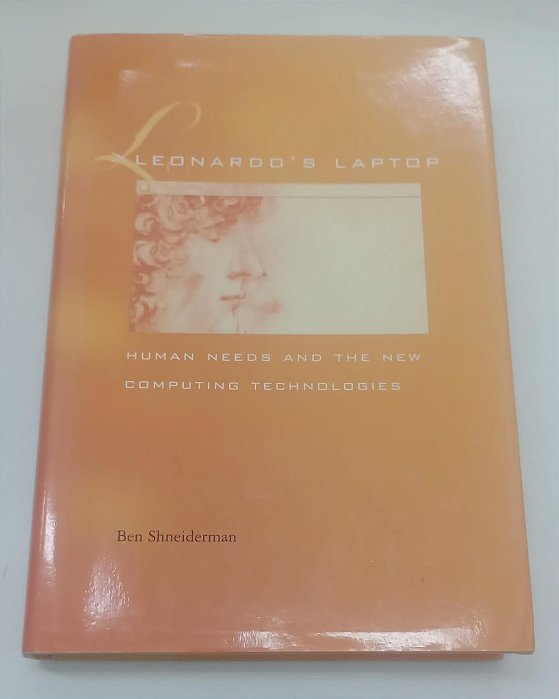 L
LEONARDO'S LAPTOP
HUMAN NEEDS AND THE NEW
COMPUTING TECHNOLOGIES
Ben Shneiderman